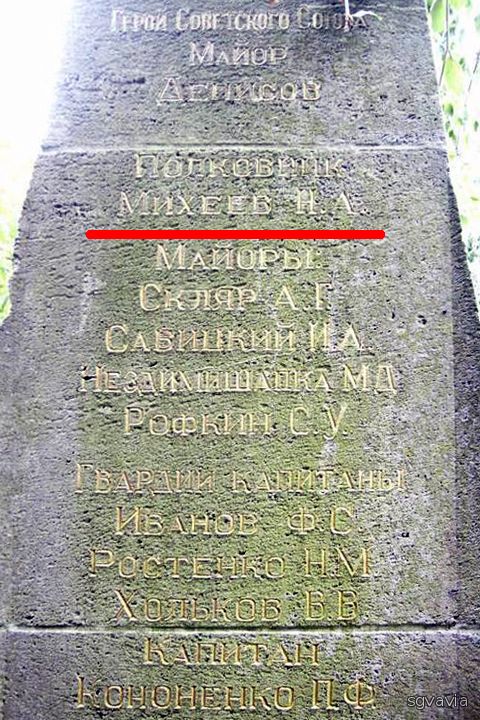 Герой Советского Союза
Майор
Денисов
Полковник
Михеев Н.А.
Майоры
Скляр А.Г.
Сабицкий И.А.
Нездимишапка М.Д.
Рофкин С.У.
Гвардии капитаны
Иванов Ф.С.
Ростенко Н.М.
Хольков В.В.
Капитан
Кононенко П.Ф.
sgvavia